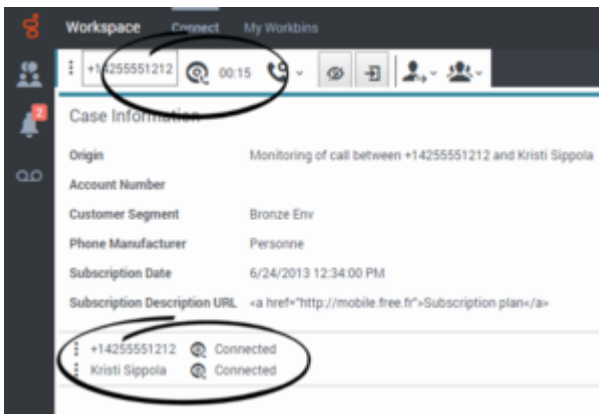 Workspace Connect My Workbins
+14255551212 00:15
2
Case Information
Origin Monitoring of call between +14255551212 and Kristi Sippola
Account Number
Customer Segment Bronze Env
Phone Manufacturer Personne
Subscription Date 6/24/2013 12:34:00 PM
Subscription Description URL <a href="http://mobile.free.fr">Subscription plan</a>
+14255551212 Connected
Kristi Sippola Connected